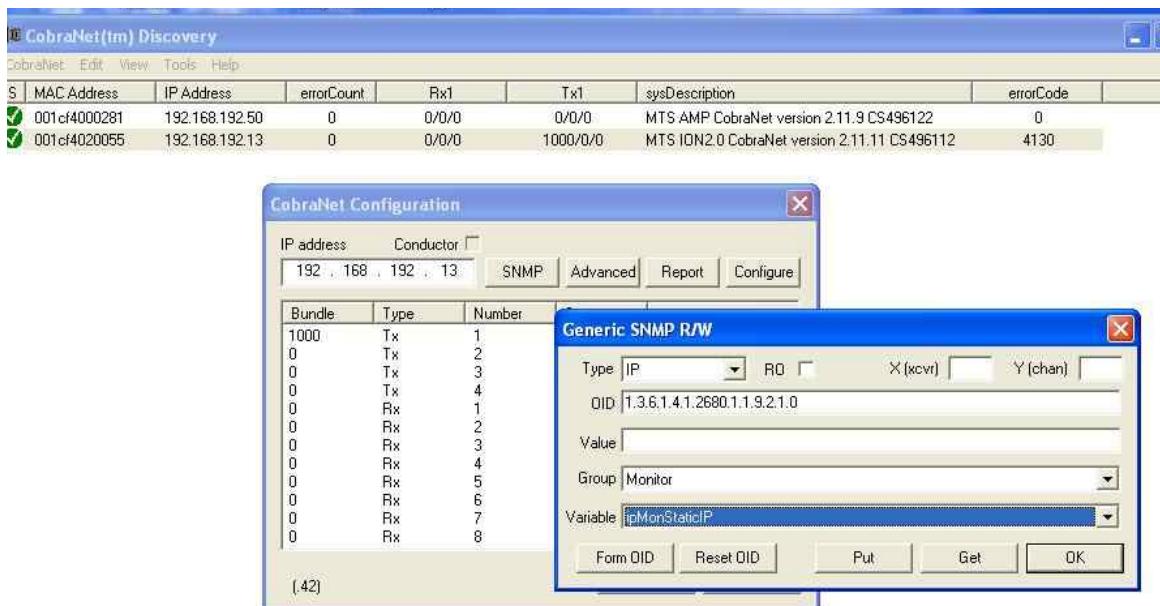 CobraNet(tm) Discovery
CobraNet Edit View Tools Help
S MAC Address IP Address errorCount Rx1 Tx1 sysDescription errorCode
001cf4000281 192.168.192.50 0 0/0/0 0/0/0 MTS AMP CobraNet version 2.11.9 CS496122 0
001cf4020055 192.168.192.13 0 0/0/0 1000/0/0 MTS ION2.0 CobraNet version 2.11.11 CS496112 4130
CobraNet Configuration
IP address Conductor
192 . 168 . 192 . 13 SNMP Advanced Report Configure
Bundle Type Number
1000 Tx 1
0 Tx 2
0 Tx 3
0 Tx 4
0 Rx 1
0 Rx 2
0 Rx 3
0 Rx 4
0 Rx 5
0 Rx 6
0 Rx 7
0 Rx 8
(.42)
Generic SNMP R/W
Type IP RO X (xcvr) Y (chan)
OID 1.3.6.1.4.1.2680.1.1.9.2.1.0
Value
Group Monitor
Variable ipMonStaticIP
Form OID Reset OID Put Get OK